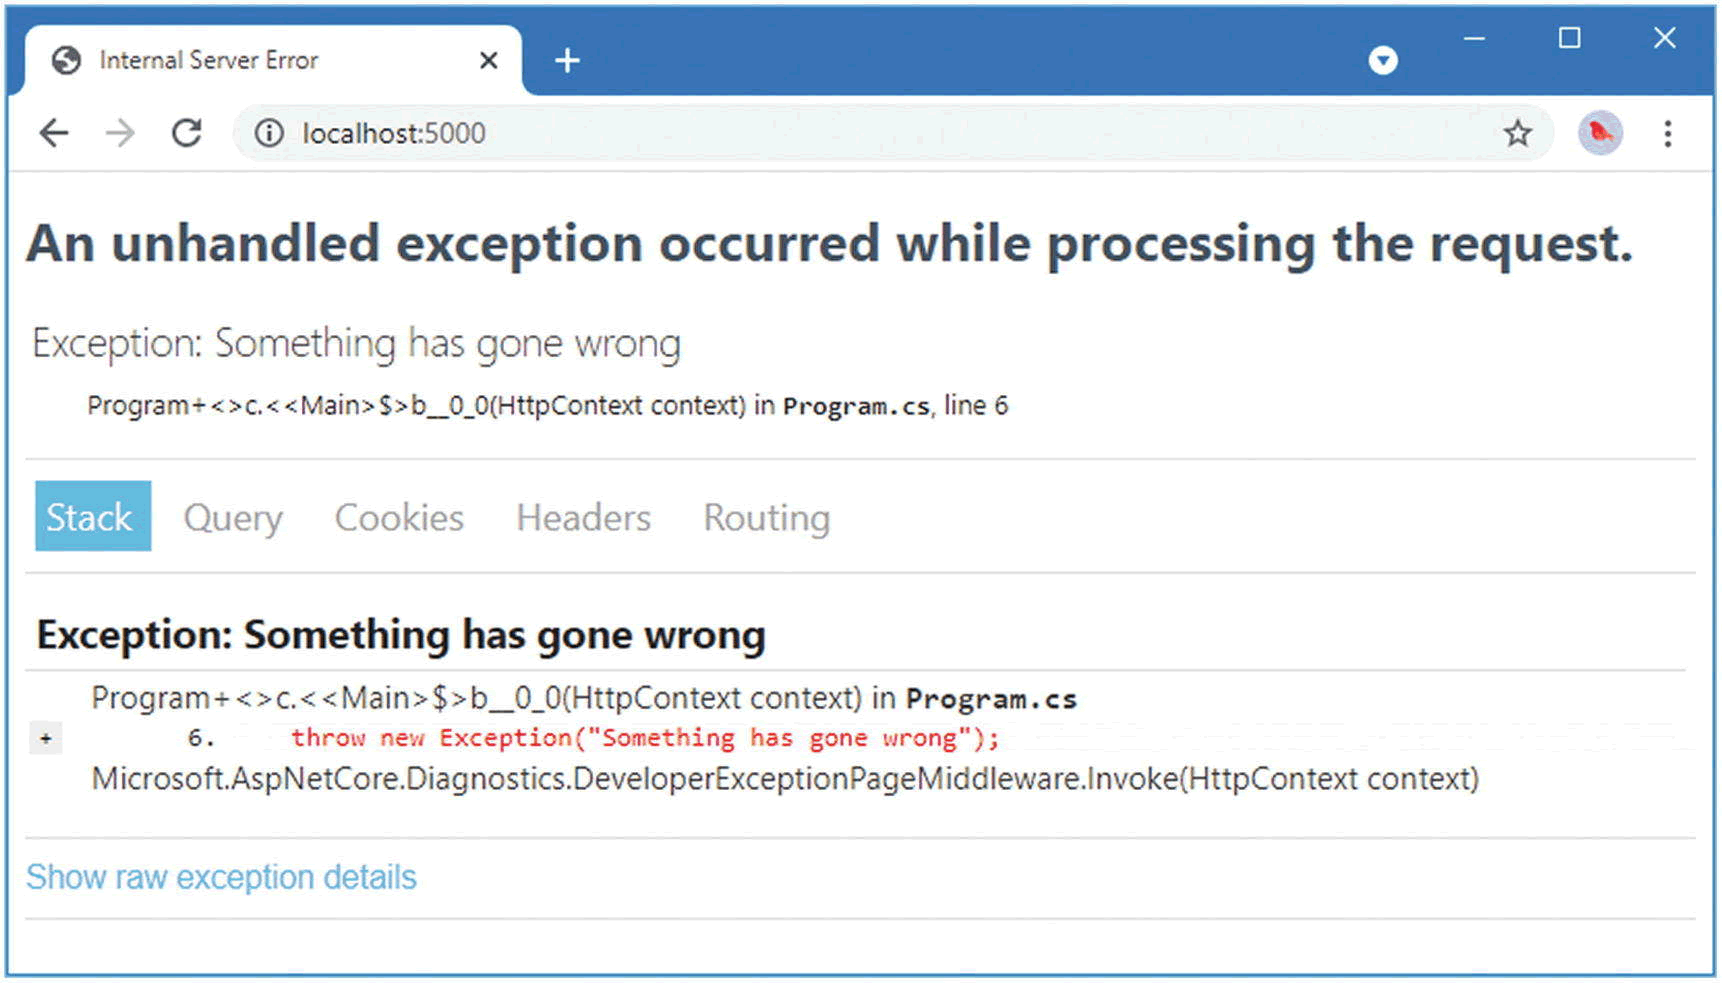 Internal Server Error
localhost:5000
An unhandled exception occurred while processing the request.
Exception: Something has gone wrong
Program+<>c.<<Main>$>b__0_0(HttpContext context) in Program.cs, line 6
Stack Query Cookies Headers Routing
Exception: Something has gone wrong
Program+<>c.<<Main>$>b__0_0(HttpContext context) in Program.cs
+ 6. throw new Exception("Something has gone wrong");
Microsoft.AspNetCore.Diagnostics.DeveloperExceptionPageMiddleware.Invoke(HttpContext context)
Show raw exception details